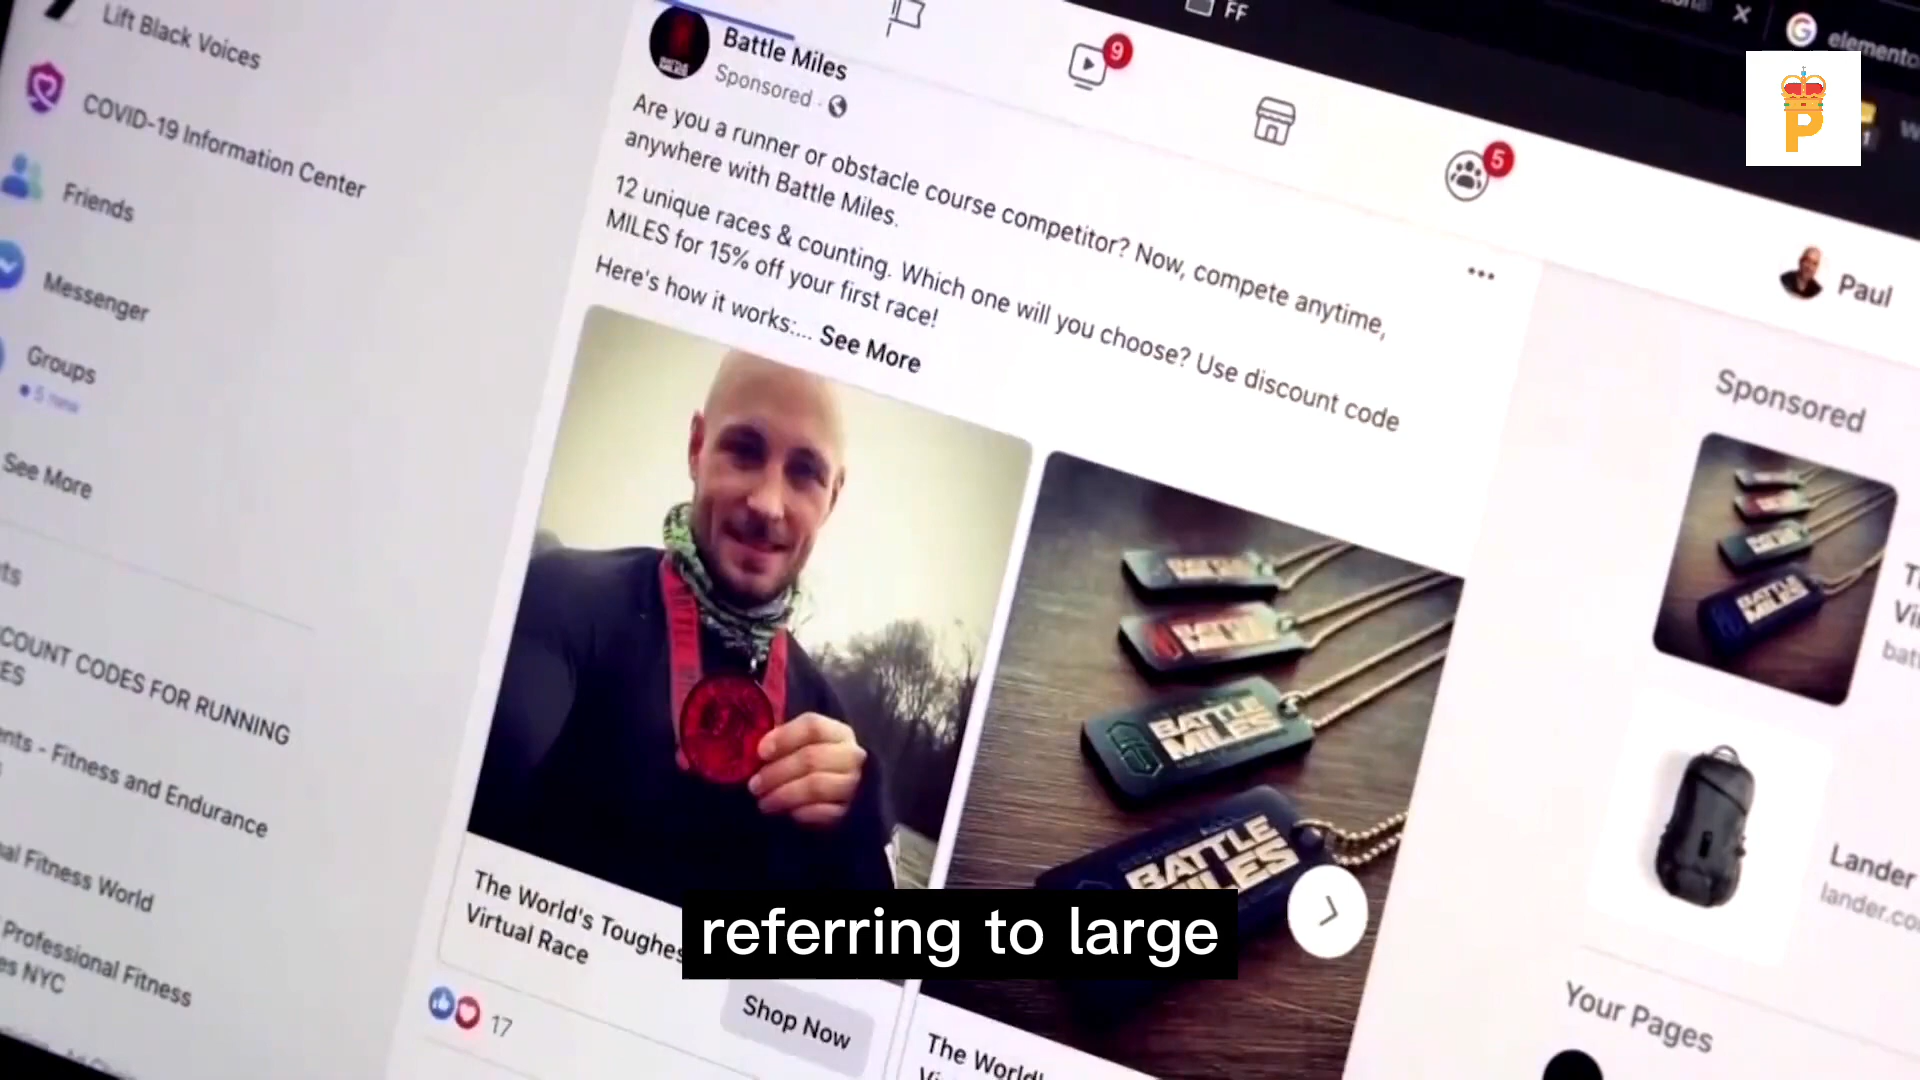 FF
elemento
P
Lift Black Voices
COVID-19 Information Center
Friends
Messenger
Groups
5 new
See More
COUNT CODES FOR RUNNING
nts - Fitness and Endurance
al Fitness World
Professional Fitness
es NYC
Battle Miles
Sponsored
Are you a runner or obstacle course competitor? Now, compete anytime,
anywhere with Battle Miles.
12 unique races & counting. Which one will you choose? Use discount code
MILES for 15% off your first race!
Here's how it works:... See More
9
5
Paul
Sponsored
BATTLE
MILES
BATTLE
MILES
BATTLE
MILES
The World's Toughes
Virtual Race
Shop Now
17
The World'
referring to large
Lander
lander.co
Your Pages